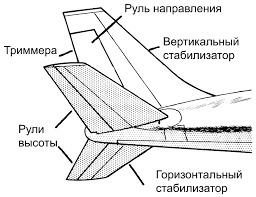 Руль направления
Триммера
Вертикальный
стабилизатор
Рули
высоты
Горизонтальный
стабилизатор